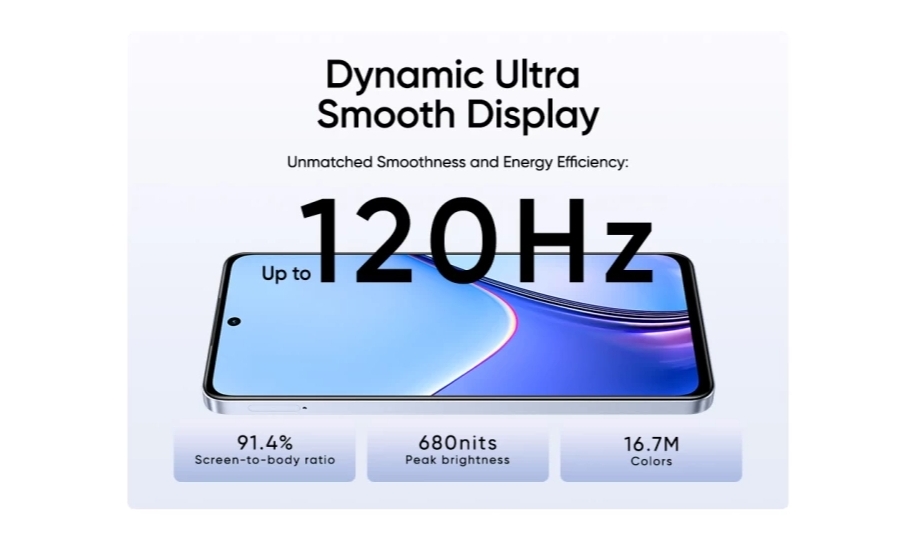 Dynamic Ultra
Smooth Display
Unmatched Smoothness and Energy Efficiency:
Up to 120Hz
91.4%
Screen-to-body ratio
680nits
Peak brightness
16.7M
Colors